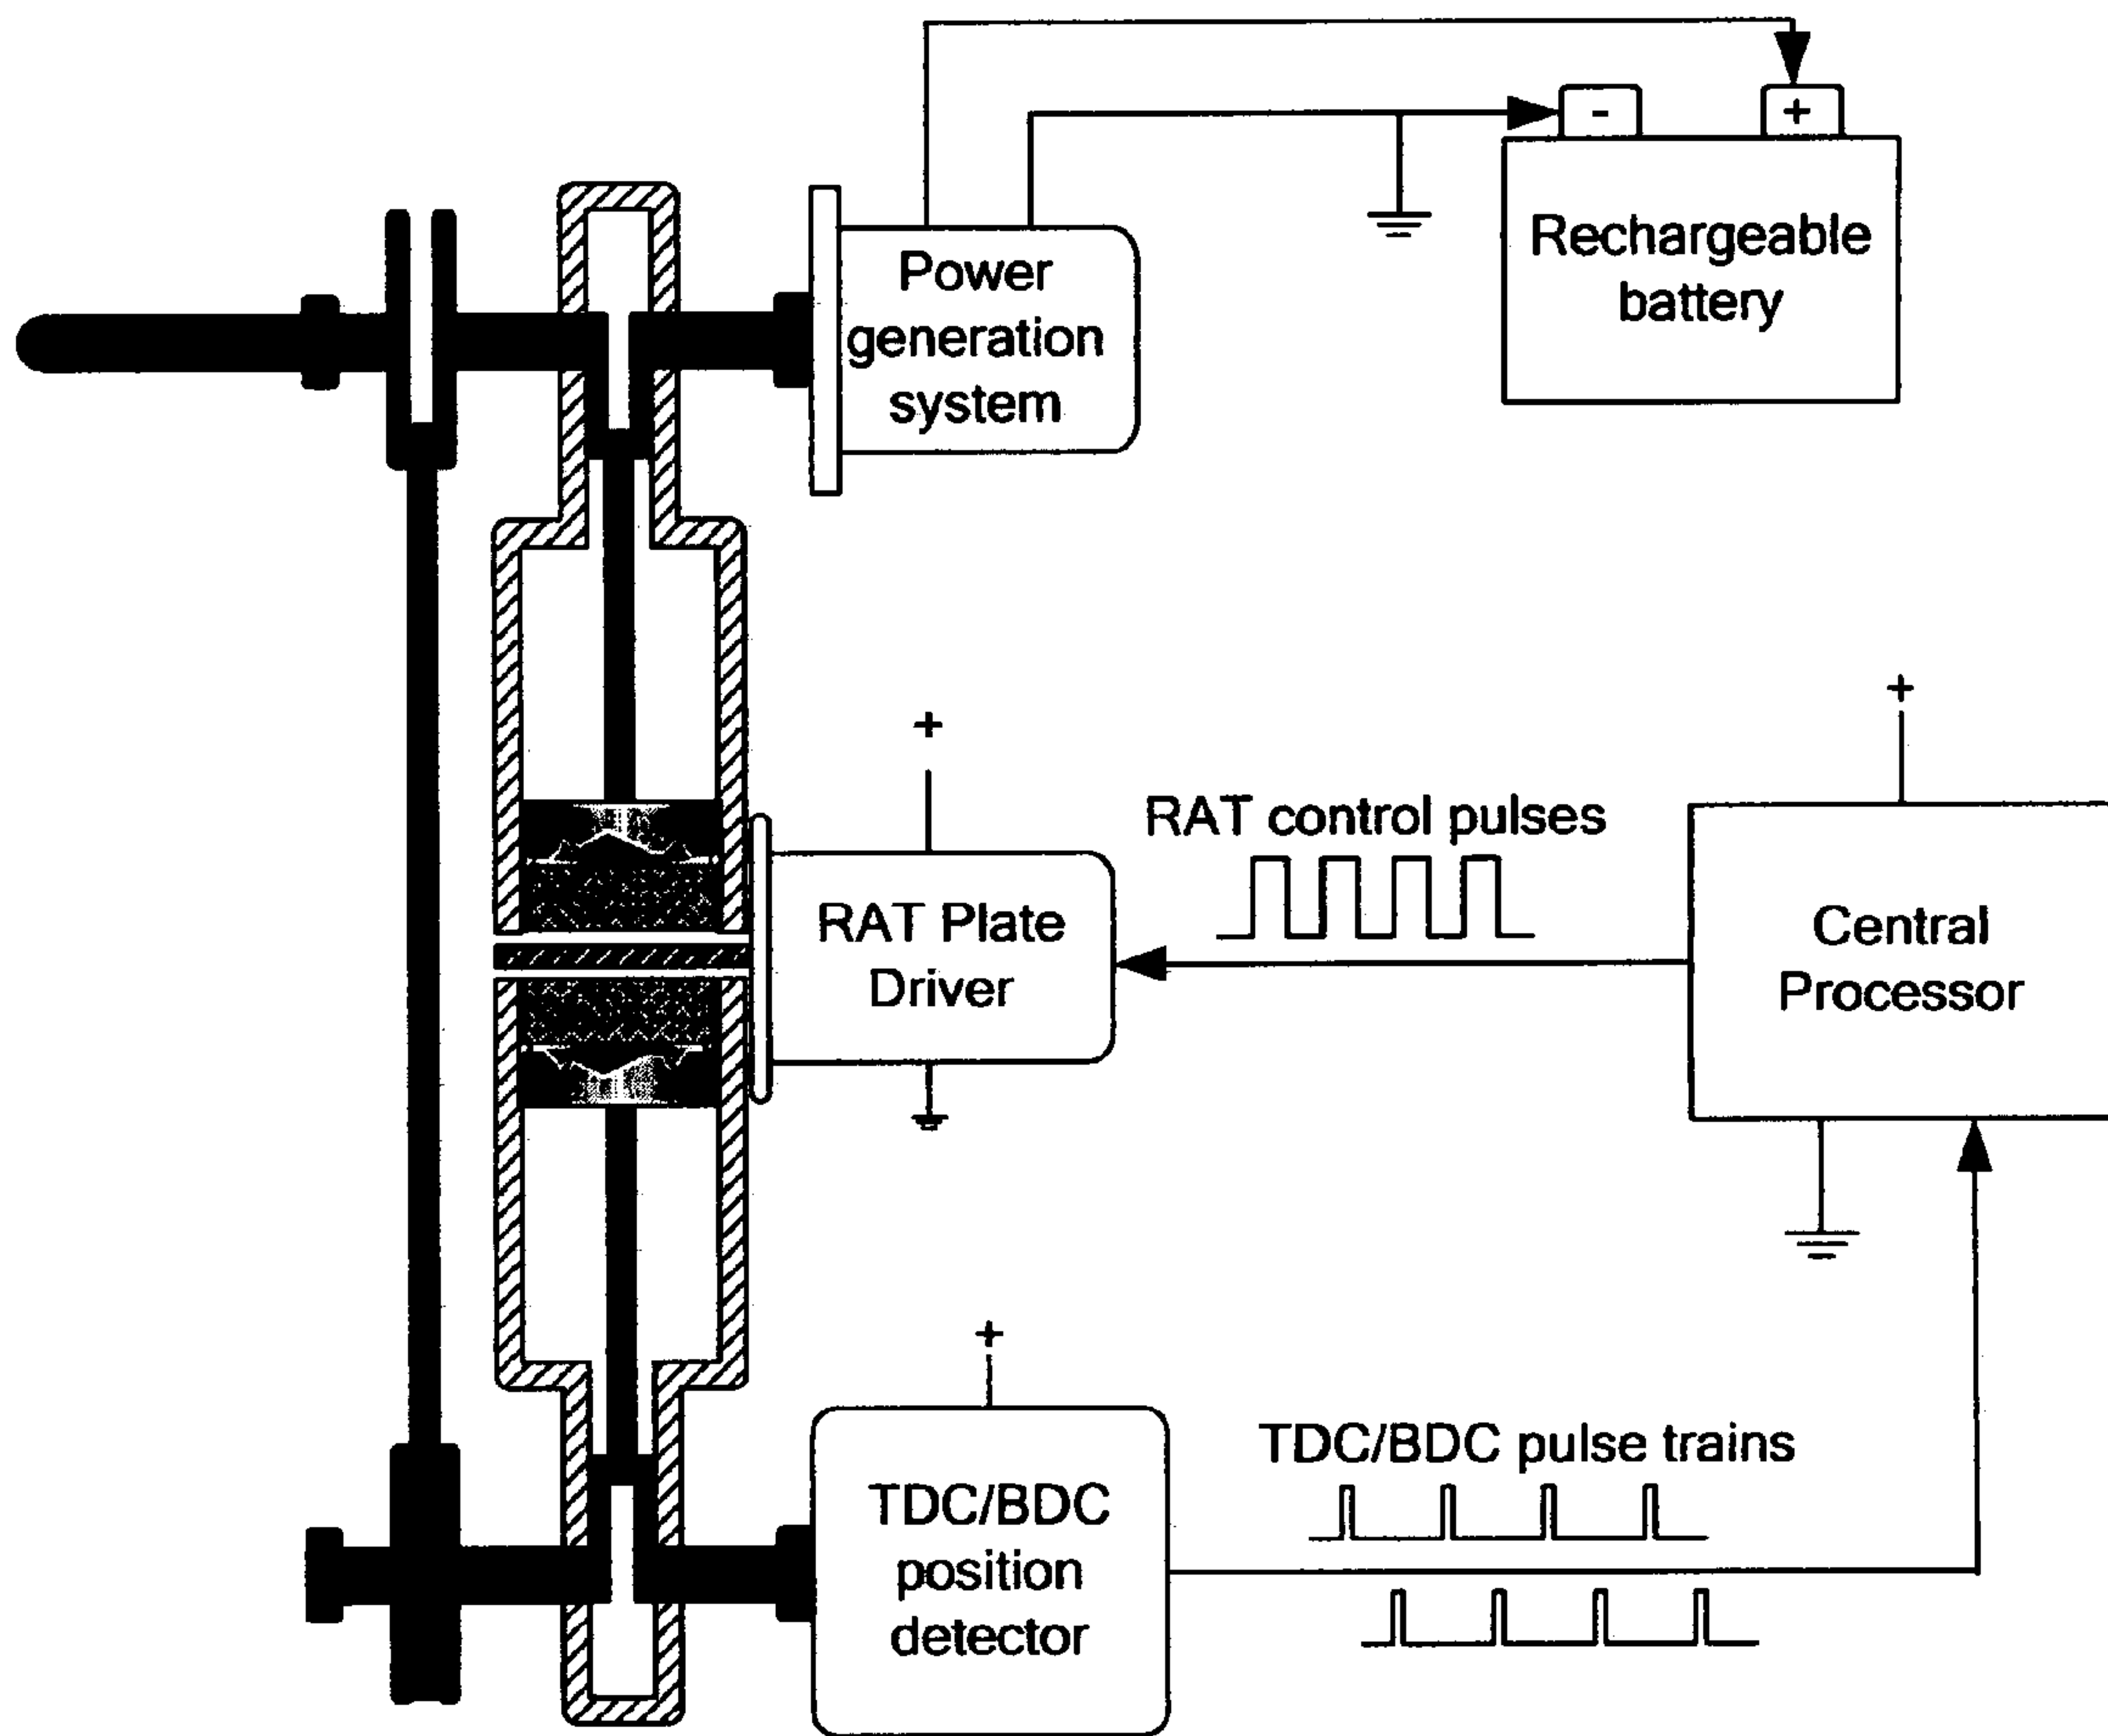 -
+
Rechargeable
battery
Power
generation
system
+
+
RAT control pulses
RAT Plate
Driver
Central
Processor
+
TDC/BDC pulse trains
TDC/BDC
position
detector